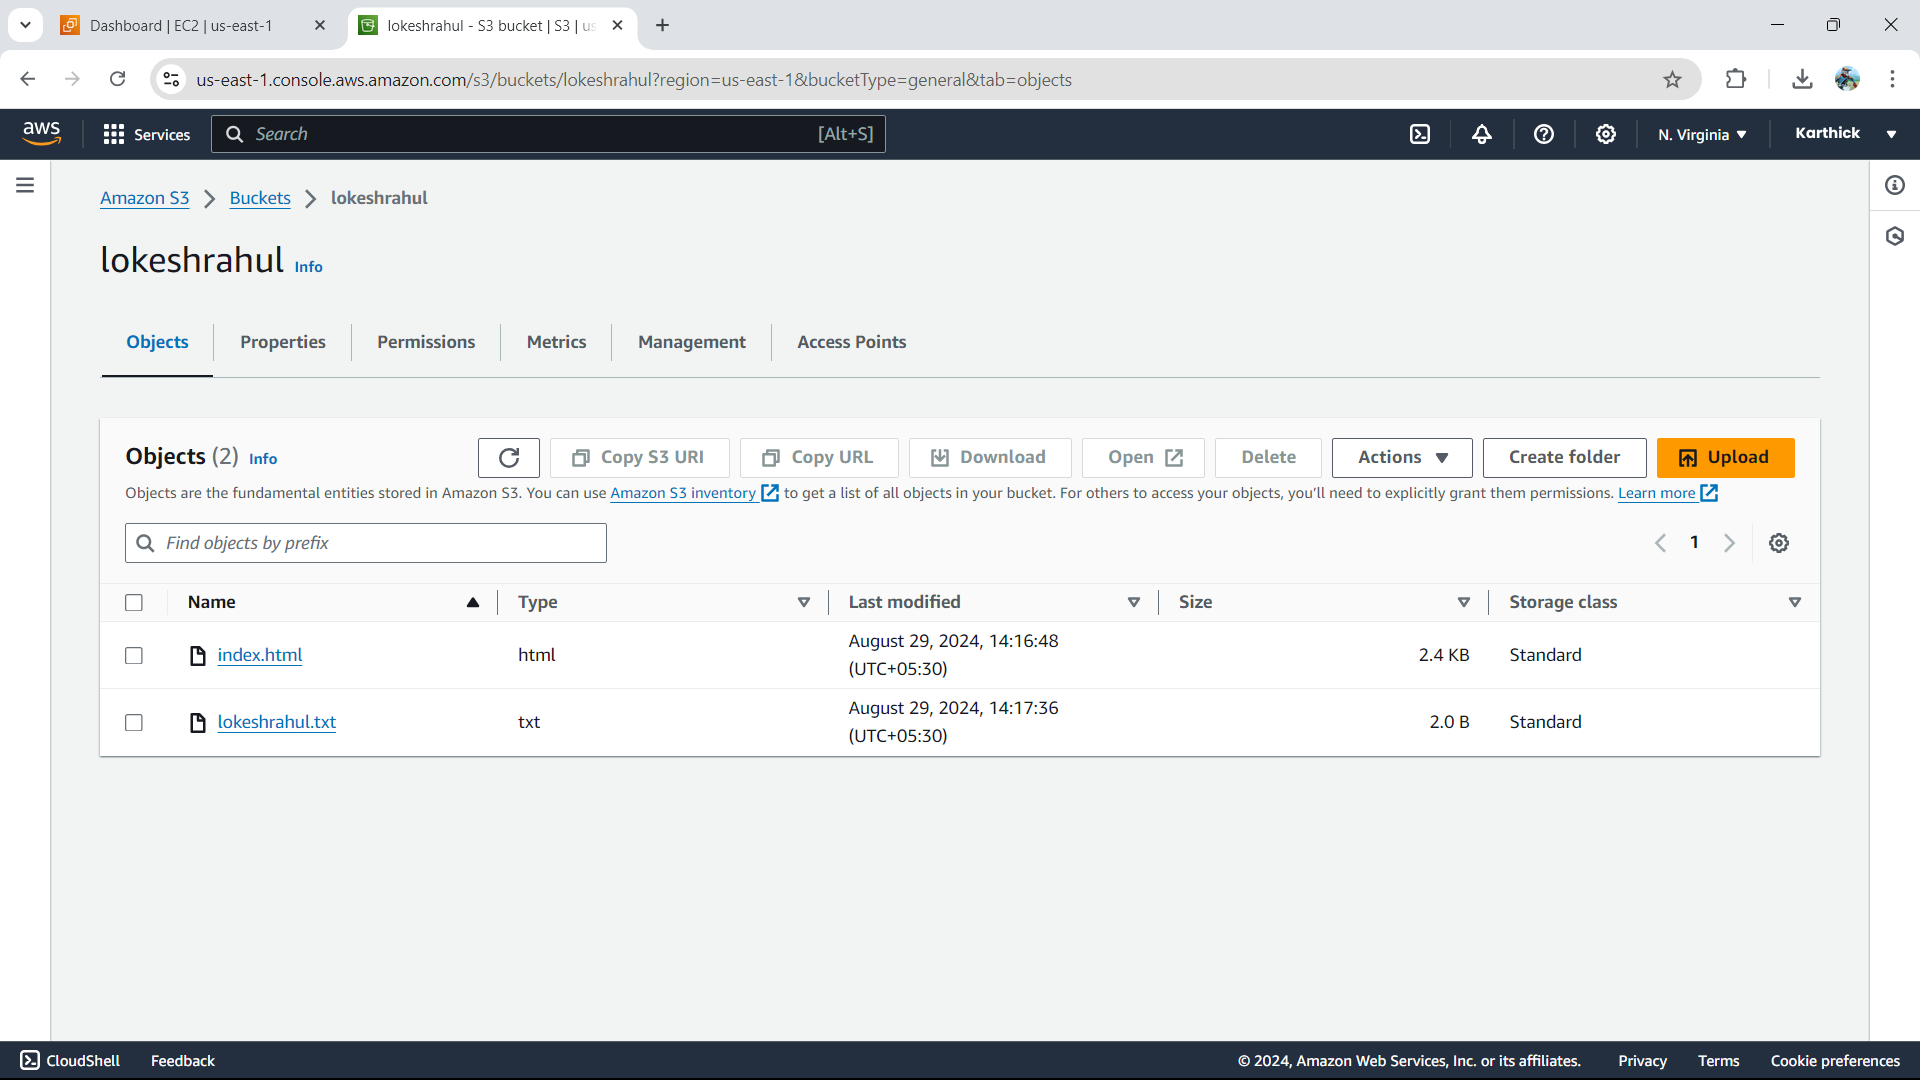 Dashboard | EC2 | us-east-1
lokeshrahul - S3 bucket | S3 | us
us-east-1.console.aws.amazon.com/s3/buckets/lokeshrahul?region=us-east-1&bucketType=general&tab=objects
aws
Services
Search
[Alt+S]
N. Virginia
Karthick
Amazon S3
Buckets
lokeshrahul
lokeshrahul Info
Objects
Properties
Permissions
Metrics
Management
Access Points
Objects (2) Info
Copy S3 URI
Copy URL
Download
Open
Delete
Actions
Create folder
Upload
Objects are the fundamental entities stored in Amazon S3. You can use Amazon S3 inventory to get a list of all objects in your bucket. For others to access your objects, you'll need to explicitly grant them permissions. Learn more
Find objects by prefix
1
Name
Type
Last modified
Size
Storage class
index.html
html
August 29, 2024, 14:16:48
(UTC+05:30)
2.4 KB
Standard
lokeshrahul.txt
txt
August 29, 2024, 14:17:36
(UTC+05:30)
2.0 B
Standard
CloudShell
Feedback
© 2024, Amazon Web Services, Inc. or its affiliates.
Privacy
Terms
Cookie preferences